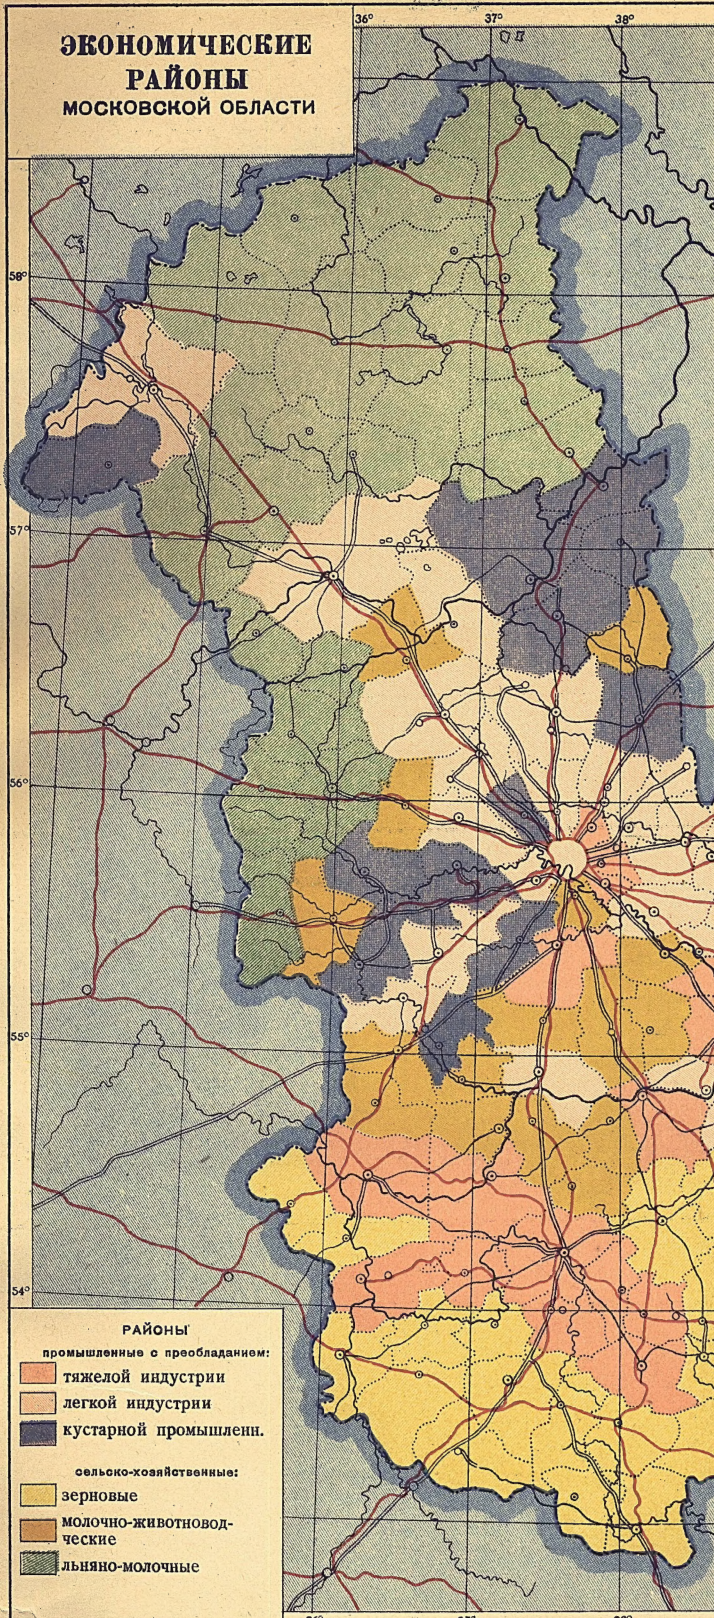 36°
37°
38°
ЭКОНОМИЧЕСКИЕ
РАЙОНЫ
МОСКОВСКОЙ ОБЛАСТИ
58°
57°
56°
55°
54°
РАЙОНЫ
промышленные с преобладанием:
тяжелой индустрии
легкой индустрии
кустарной промышленн.
сельско-хозяйственные:
зерновые
молочно-животновод-
ческие
льняно-молочные